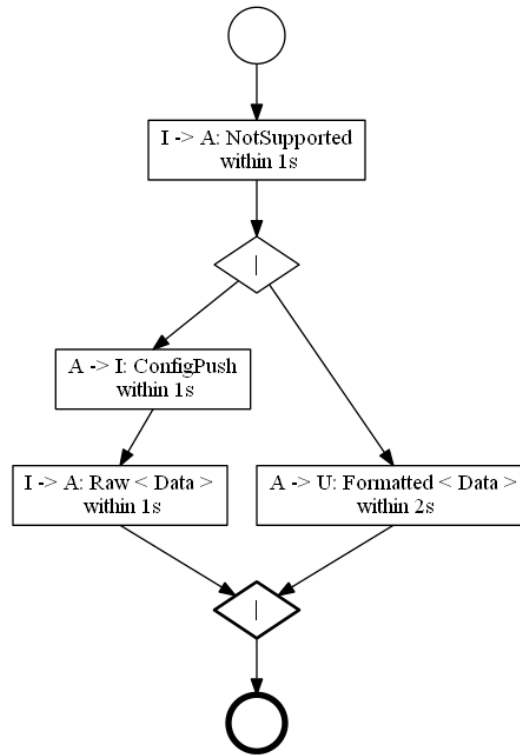 I -> A: NotSupported
within 1s
|
A -> I: ConfigPush
within 1s
I -> A: Raw < Data >
within 1s
A -> U: Formatted < Data >
within 2s
|